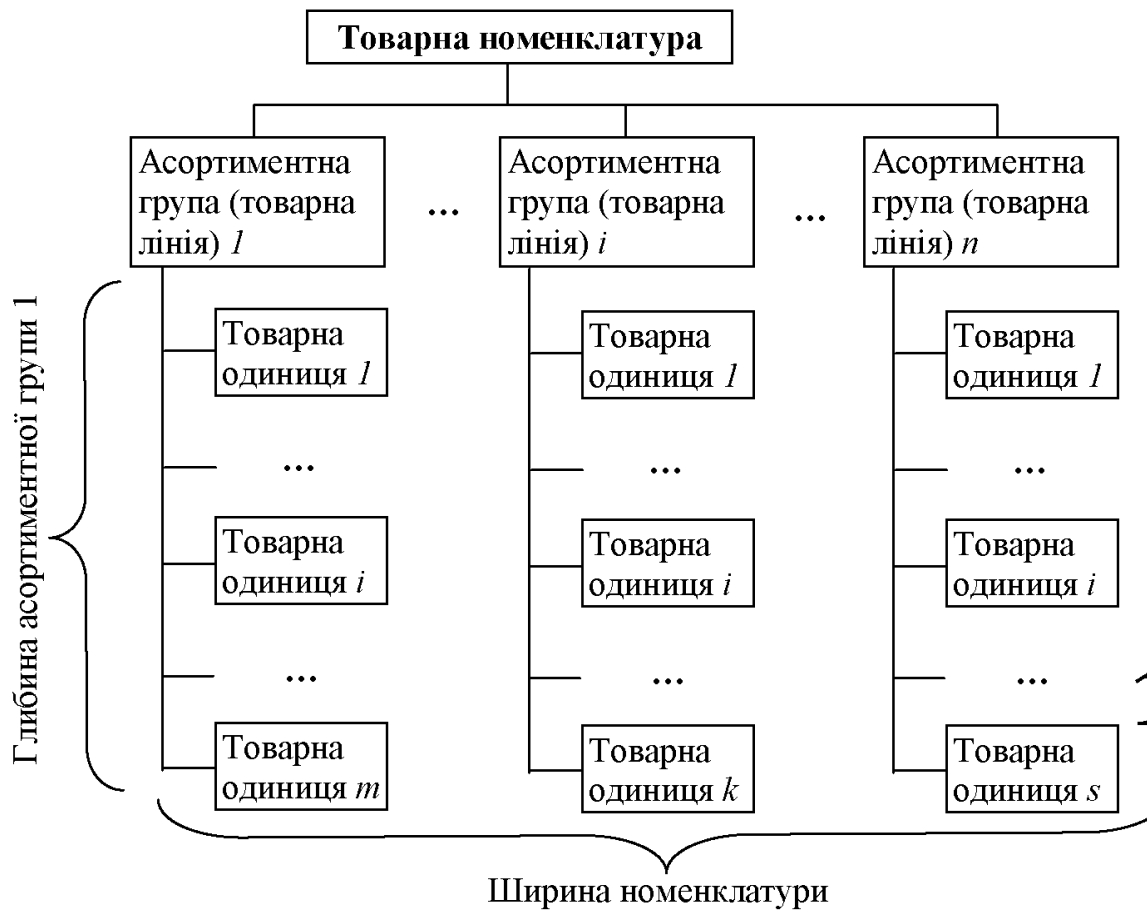 Товарна номенклатура
Асортиментна
група (товарна
лінія) 1
...
Асортиментна
група (товарна
лінія) i
...
Асортиментна
група (товарна
лінія) n
Глибина асортиментної групи 1
Товарна
одиниця 1
...
Товарна
одиниця i
...
Товарна
одиниця m
Товарна
одиниця 1
...
Товарна
одиниця i
...
Товарна
одиниця k
Товарна
одиниця 1
...
Товарна
одиниця i
...
Товарна
одиниця s
Ширина номенклатури